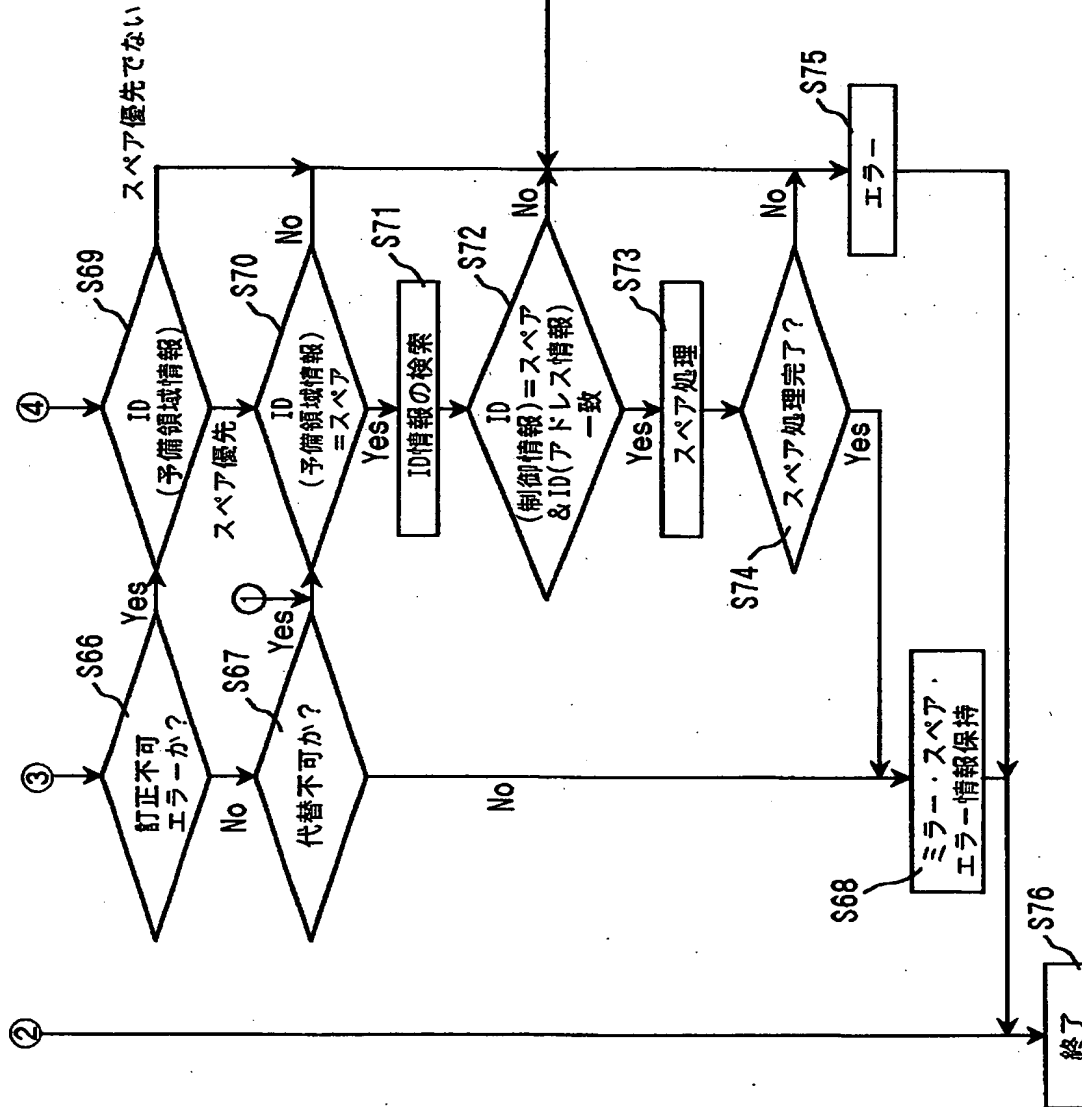 ②
③
④
S66
訂正不可
エラーか?
Yes
No
S69
ID
(予備領域情報)
スペア優先でない
スペア優先
①
S67
代替不可か?
Yes
No
S70
ID
(予備領域情報)
=スペア
No
Yes
S71
ID情報の検索
S72
ID
(制御情報)=スペア
&ID(アドレス情報)
一致
No
Yes
S73
スペア処理
S74
スペア処理完了?
No
Yes
S75
エラー
S68
ミラー・スペア・
エラー情報保持
S76
終了